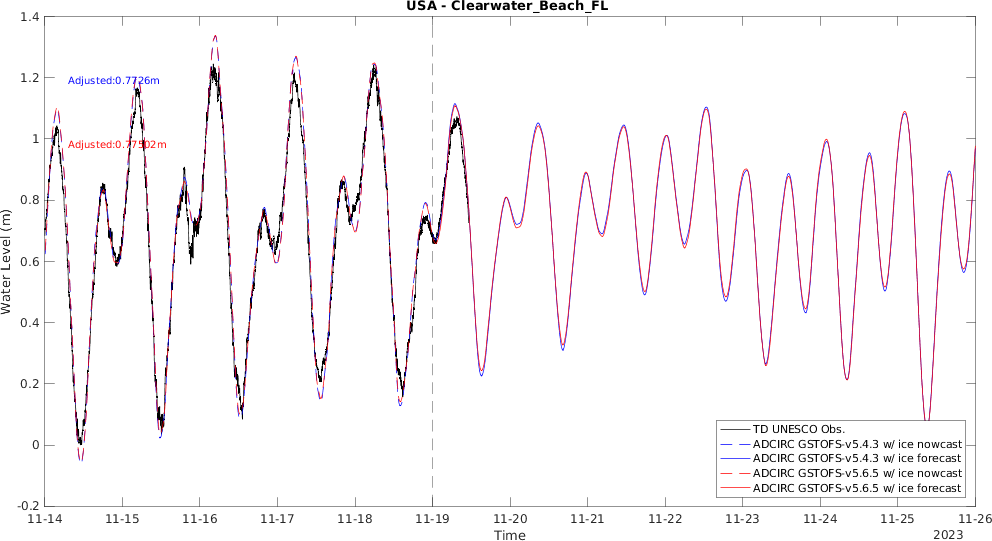 USA - Clearwater_Beach_FL
1.4
1.2
1
0.8
0.6
0.4
0.2
0
-0.2
Water Level (m)
Adjusted:0.7726m
Adjusted:0.77502m
TD UNESCO Obs.
ADCIRC GSTOFS-v5.4.3 w/ ice nowcast
ADCIRC GSTOFS-v5.4.3 w/ ice forecast
ADCIRC GSTOFS-v5.6.5 w/ ice nowcast
ADCIRC GSTOFS-v5.6.5 w/ ice forecast
11-14 11-15 11-16 11-17 11-18 11-19 11-20 11-21 11-22 11-23 11-24 11-25 11-26
Time
2023